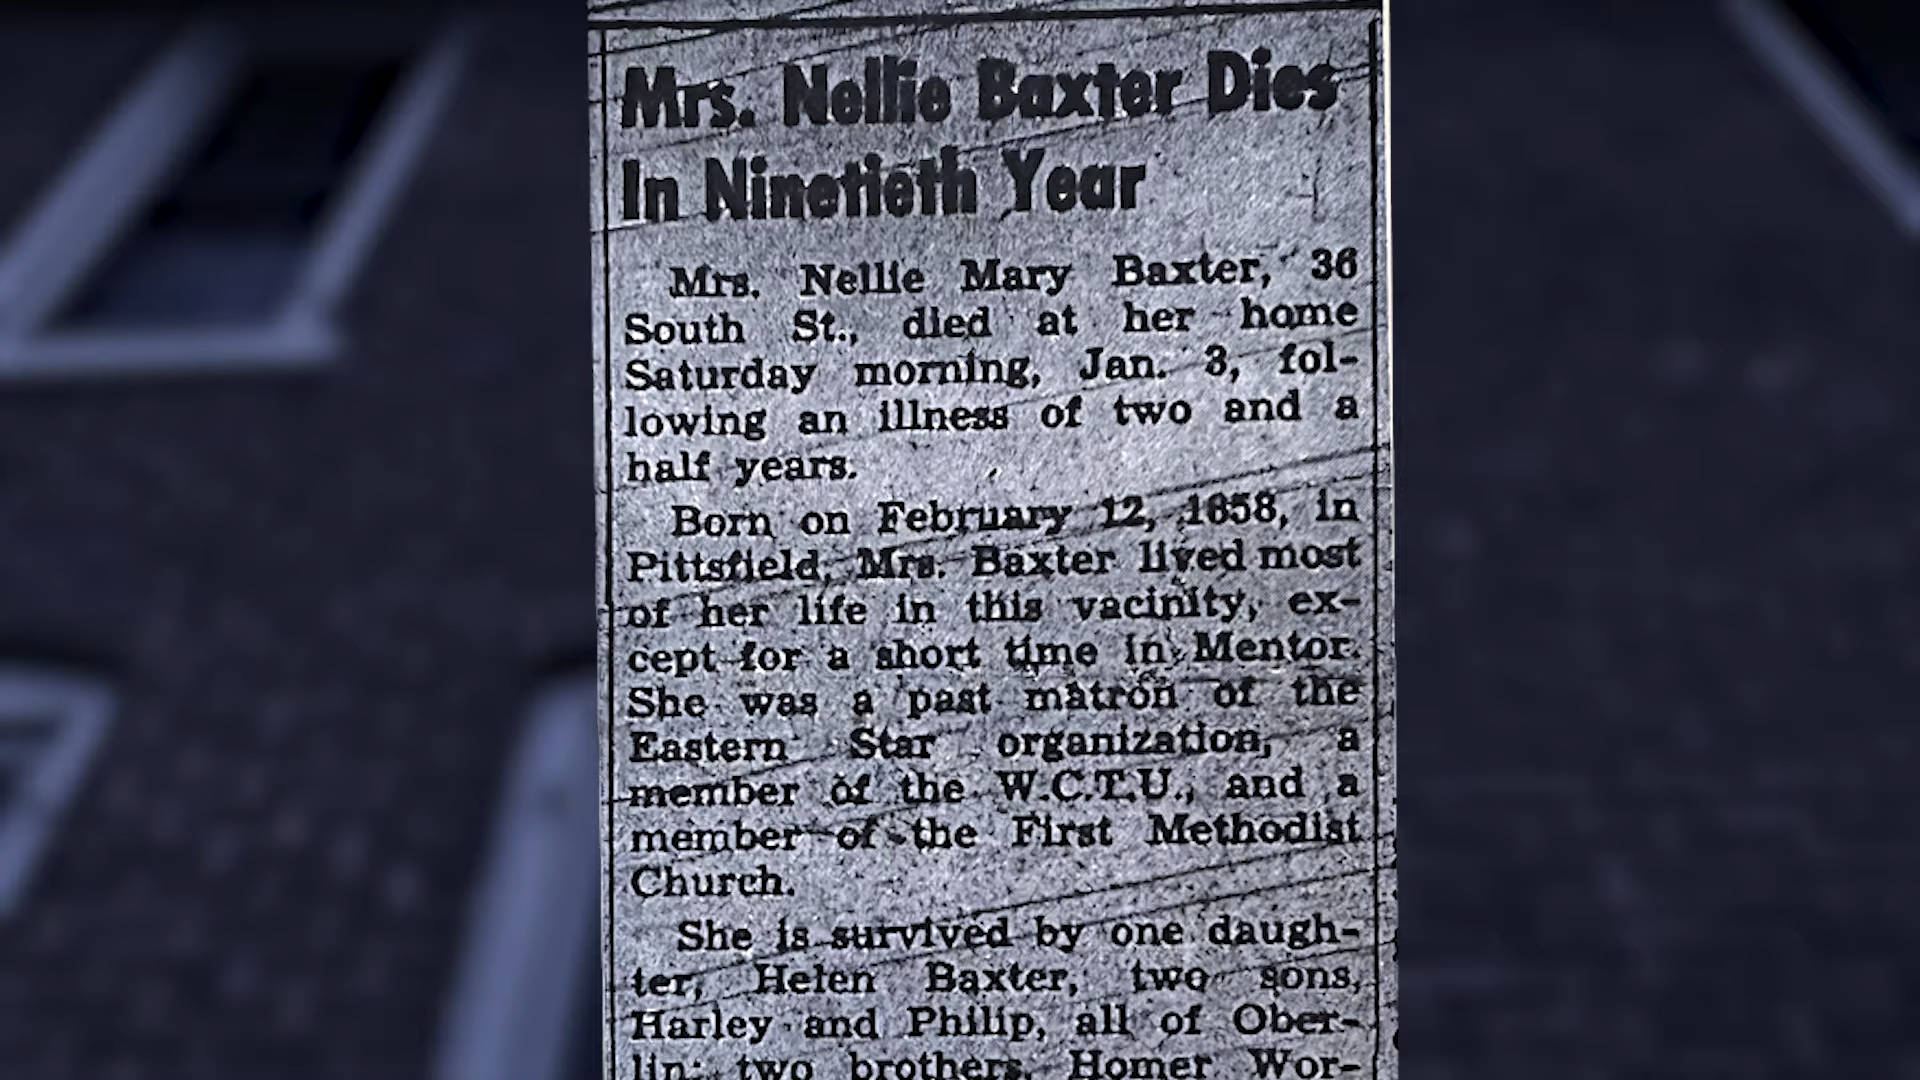 Mrs. Nellie Baxter Dies
In Ninetieth Year
Mrs. Nellie Mary Baxter, 36
South St., died at her home
Saturday morning, Jan. 3, fol-
lowing an illness of two and a
half years.
Born on February 12, 1858, in
Pittsfield, Mrs. Baxter lived most
of her life in this vacinity, ex-
cept for a short time in Mentor.
She was a past matron of the
Eastern Star organization, a
member of the W.C.T.U., and a
member of the First Methodist
Church.
She is survived by one daugh-
ter, Helen Baxter, two sons,
Harley and Philip, all of Ober-
lin; two brothers, Homer Wor-